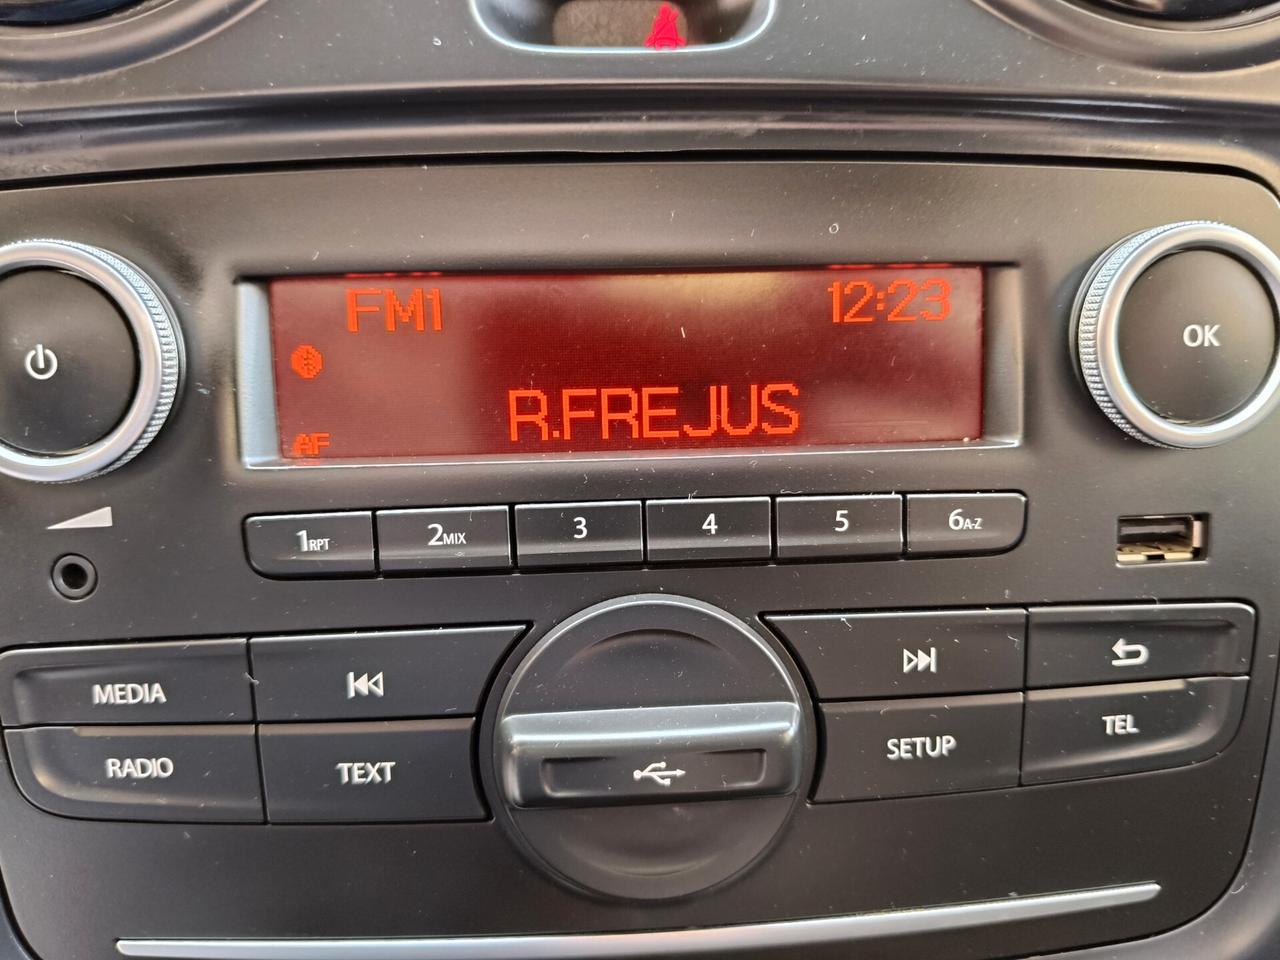 FM1 12:23
R.FREJUS
AF
OK
1RPT 2MIX 3 4 5 6A-Z
MEDIA
RADIO TEXT
SETUP TEL